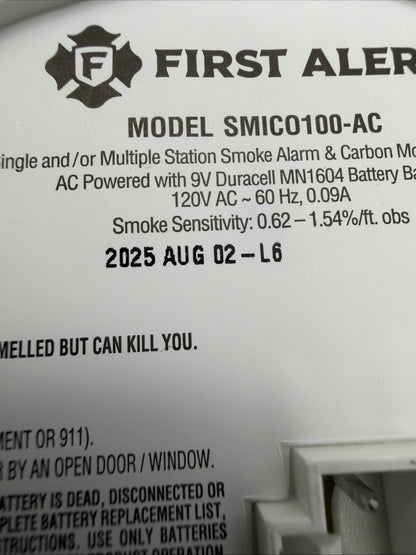 F FIRST ALER
MODEL SMICO100-AC
ingle and/or Multiple Station Smoke Alarm & Carbon Mo
AC Powered with 9V Duracell MN1604 Battery Ba
120V AC ~ 60 Hz, 0.09A
Smoke Sensitivity: 0.62 – 1.54%/ft. obs
2025 AUG 02-L6
MELLED BUT CAN KILL YOU.
MENT OR 911).
R BY AN OPEN DOOR / WINDOW.
BATTERY IS DEAD, DISCONNECTED OR
PLETE BATTERY REPLACEMENT LIST,
STRUCTIONS. USE ONLY BATTERIES
PRODUCT OPERATION